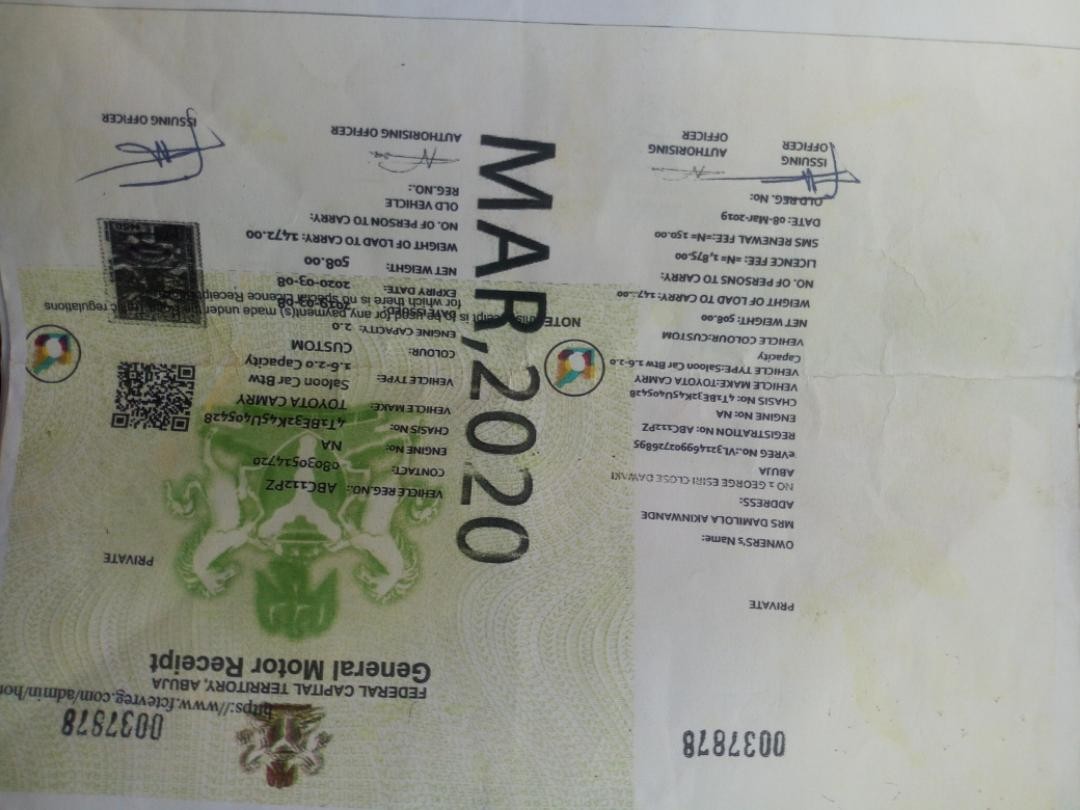 0037878
PRIVATE
OWNERS's Name:
MRS DAMILOLA AKINWANDE
ADDRESS:
NO 1 GEORGE ESIRI CLOSE DAWAKI
ABUJA
eVREG No.:VL321469902726895
REGISTRATION No: ABC112PZ
ENGINE No: NA
CHASIS No: 4T1BE32K45U405428
VEHICLE MAKE:TOYOTA CAMRY
VEHICLE TYPE:Saloon Car Btw 1.6-2.0
Capacity
VEHICLE COLOUR:CUSTOM
NET WEIGHT: 508.00
WEIGHT OF LOAD TO CARRY:
NO. OF PERSONS TO CARRY:
LICENCE FEE: =N= 1,875.00
SMS RENEWAL FEE:=N= 150.00
DATE: 08-Mar-2019
OLD REG. No:
ISSUING OFFICER
AUTHORISING OFFICER
MAR,2020
0037878
https://www.fctevreg.com/admin/
FEDERAL CAPITAL TERRITORY, ABUJA
General Motor Receipt
PRIVATE
VEHICLE REG.NO.: ABC112PZ
CONTACT: 08030514720
ENGINE No: NA
CHASIS No: 4T1BE32K45U405428
VEHICLE MAKE: TOYOTA CAMRY
VEHICLE TYPE: Saloon Car Btw
1.6-2.0 Capacity
COLOUR: CUSTOM
ENGINE CAPACITY: 2.0
NOTE: This receipt is to be used for any payment(s) made under the traffic regulations
for which there is no special Licence Receipt
DATE ISSUED: 2019-03-08
EXPIRY DATE: 2020-03-08
NET WEIGHT: 508.00
WEIGHT OF LOAD TO CARRY: 1472.00
NO. OF PERSON TO CARRY:
OLD VEHICLE
REG.NO.:
AUTHORISING OFFICER
ISSUING OFFICER